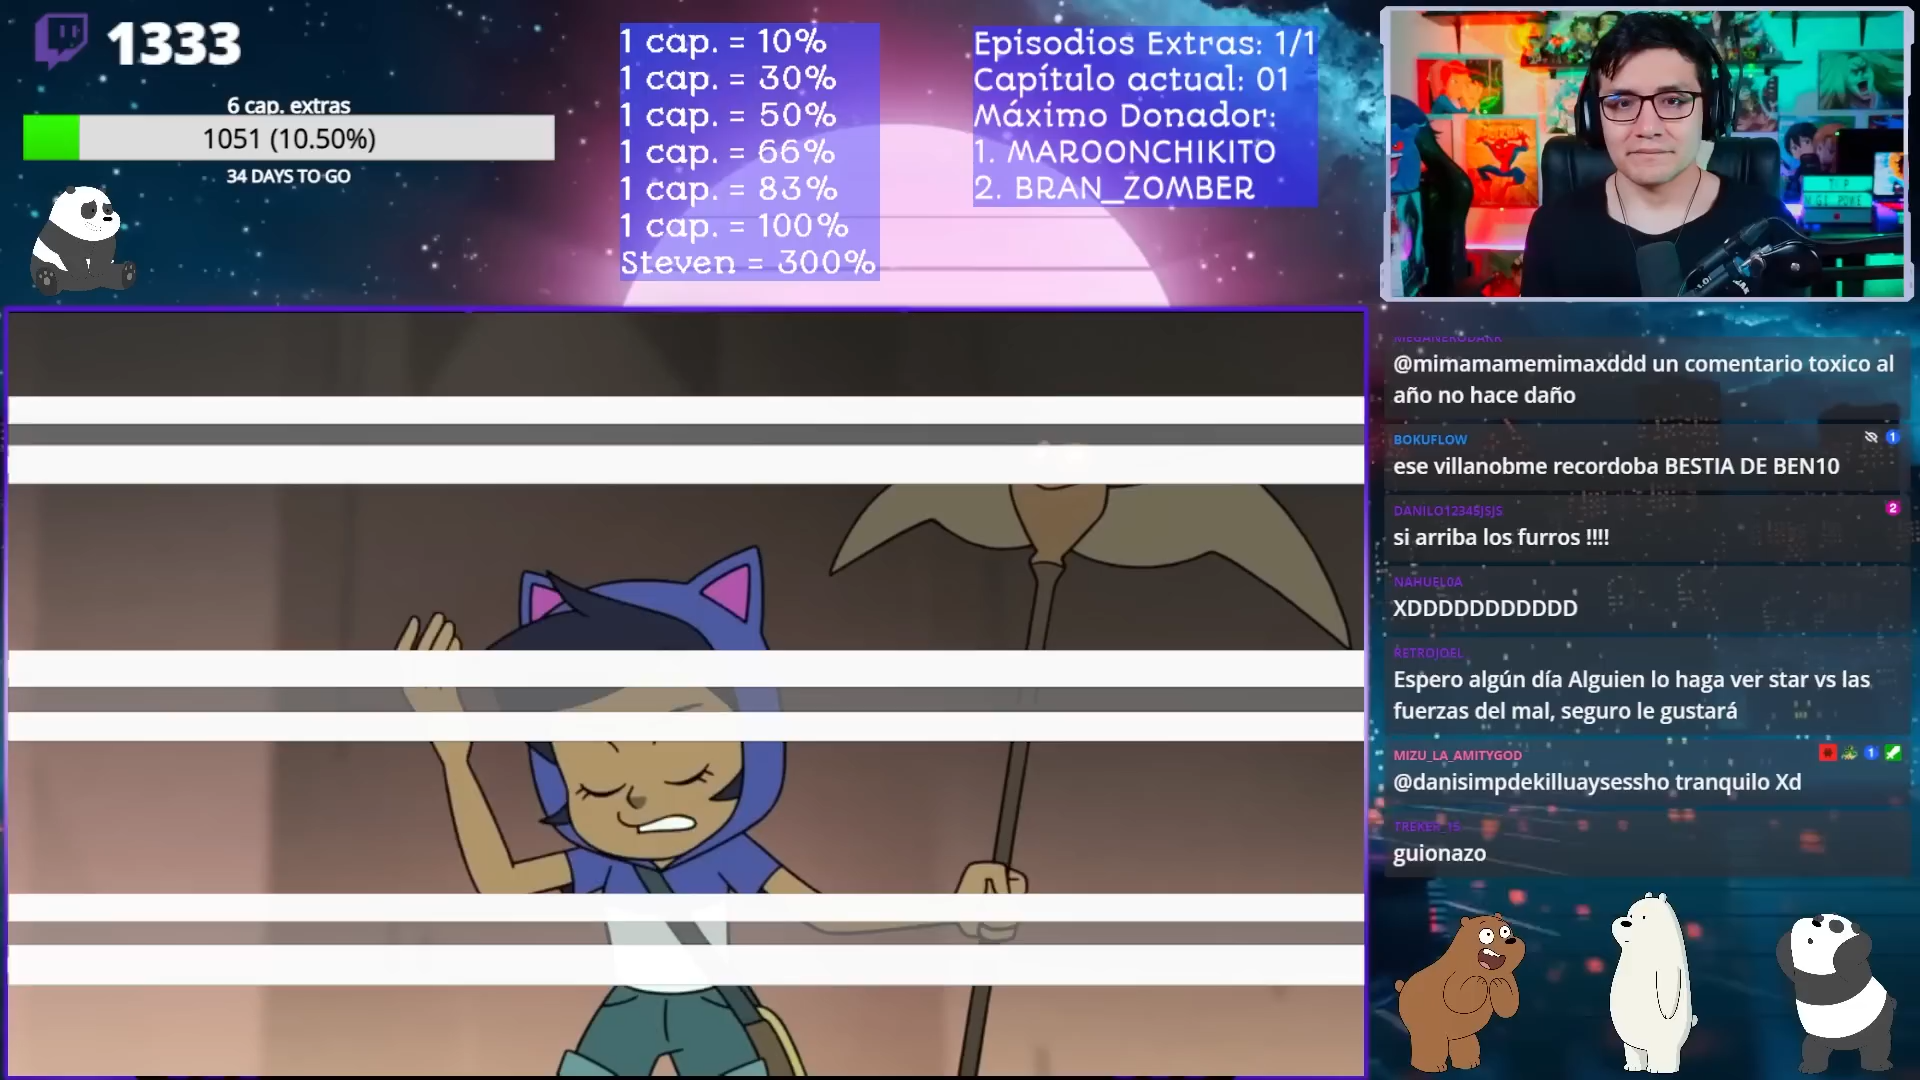 1333
6 cap. extras
1051 (10.50%)
34 DAYS TO GO
1 cap. = 10%
1 cap. = 30%
1 cap. = 50%
1 cap. = 66%
1 cap. = 83%
1 cap. = 100%
Steven = 300%
Episodios Extras: 1/1
Capítulo actual: 01
Máximo Donador:
1. MAROONCHIKITO
2. BRAN_ZOMBER
@mimamamemimaxddd un comentario toxico al
año no hace daño
BOKUFLOW
1
ese villanobme recordoba BESTIA DE BEN10
DANILO12345JSJS
2
si arriba los furros !!!!
NAHUEL0A
XDDDDDDDDDDD
RETROJOEL
Espero algún día Alguien lo haga ver star vs las
fuerzas del mal, seguro le gustará
MIZU_LA_AMITYGOD
1
@danisimpdekilluaysessho tranquilo Xd
TREKER_15
guionazo